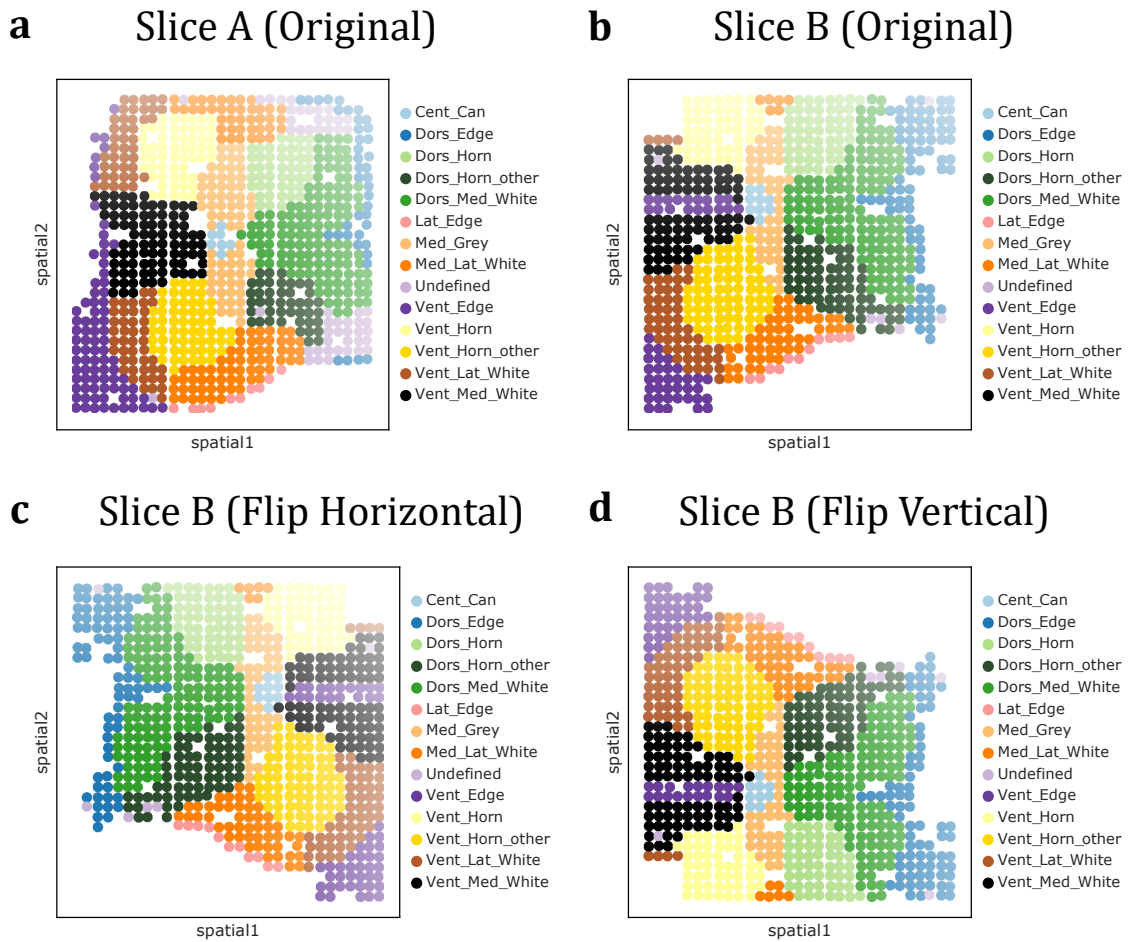 a Slice A (Original)
spatial2
spatial1
Cent_Can
Dors_Edge
Dors_Horn
Dors_Horn_other
Dors_Med_White
Lat_Edge
Med_Grey
Med_Lat_White
Undefined
Vent_Edge
Vent_Horn
Vent_Horn_other
Vent_Lat_White
Vent_Med_White
b Slice B (Original)
spatial2
spatial1
Cent_Can
Dors_Edge
Dors_Horn
Dors_Horn_other
Dors_Med_White
Lat_Edge
Med_Grey
Med_Lat_White
Undefined
Vent_Edge
Vent_Horn
Vent_Horn_other
Vent_Lat_White
Vent_Med_White
c Slice B (Flip Horizontal)
spatial2
spatial1
Cent_Can
Dors_Edge
Dors_Horn
Dors_Horn_other
Dors_Med_White
Lat_Edge
Med_Grey
Med_Lat_White
Undefined
Vent_Edge
Vent_Horn
Vent_Horn_other
Vent_Lat_White
Vent_Med_White
d Slice B (Flip Vertical)
spatial2
spatial1
Cent_Can
Dors_Edge
Dors_Horn
Dors_Horn_other
Dors_Med_White
Lat_Edge
Med_Grey
Med_Lat_White
Undefined
Vent_Edge
Vent_Horn
Vent_Horn_other
Vent_Lat_White
Vent_Med_White